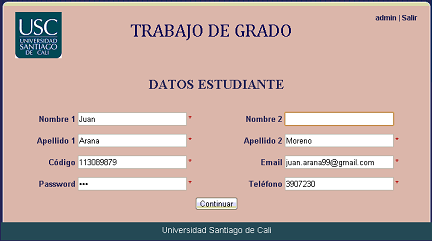 USC
UNIVERSIDAD
SANTIAGO
DE CALI
TRABAJO DE GRADO
admin | Salir
DATOS ESTUDIANTE
Nombre 1 Juan * Nombre 2
Apellido 1 Arana * Apellido 2 Moreno *
Código 113089879 * Email juan.arana99@gmail.com *
Password ••• * Teléfono 3907230 *
Continuar
Universidad Santiago de Cali